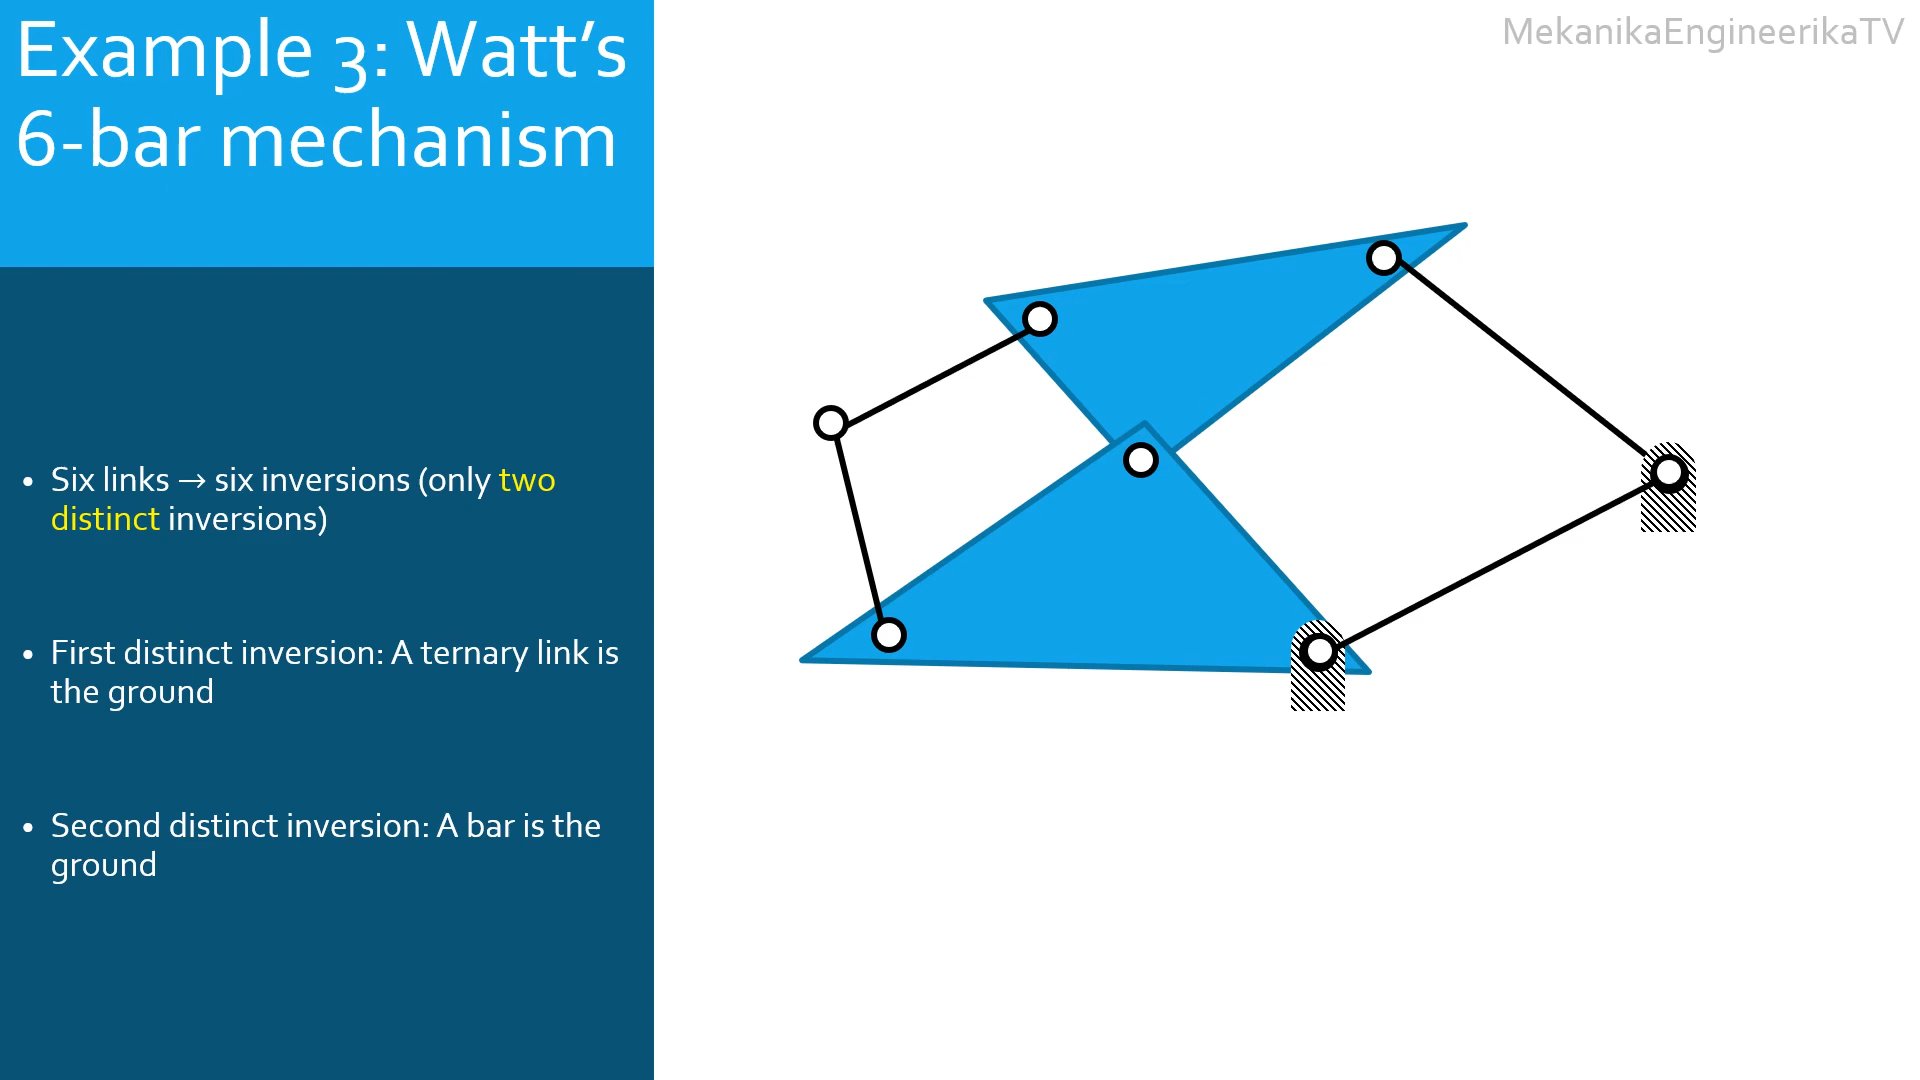 Example 3: Watt’s
6-bar mechanism
MekanikaEngineerikaTV
• Six links → six inversions (only two
distinct inversions)
• First distinct inversion: A ternary link is
the ground
• Second distinct inversion: A bar is the
ground